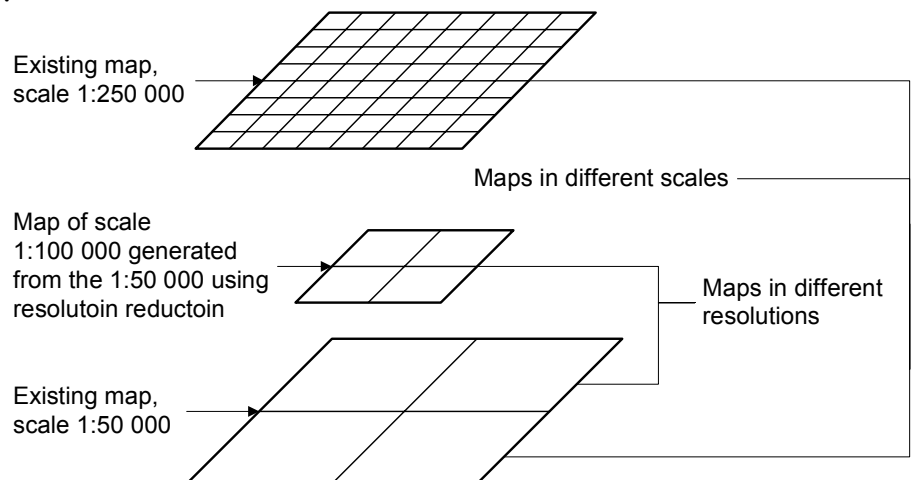 Existing map,
scale 1:250 000
Maps in different scales
Map of scale
1:100 000 generated
from the 1:50 000 using
resolutoin reductoin
Maps in different
resolutions
Existing map,
scale 1:50 000